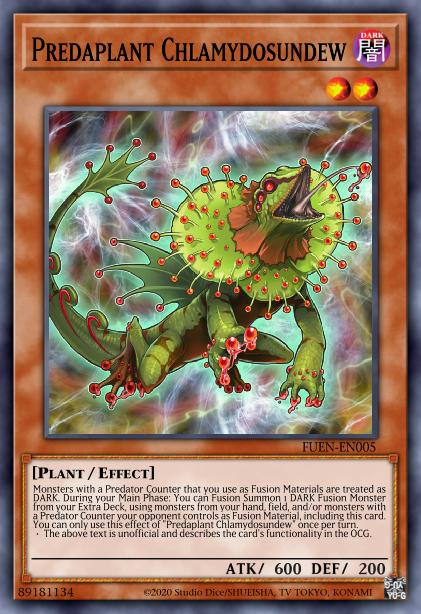 PREDAPLANT CHLAMYDOSUNDEW
DARK
闇
FUEN-EN005
[PLANT / EFFECT]
Monsters with a Predator Counter that you use as Fusion Materials are treated as
DARK. During your Main Phase: You can Fusion Summon 1 DARK Fusion Monster
from your Extra Deck, using monsters from your hand, field, and/or monsters with
a Predator Counter your opponent controls as Fusion Material, including this card.
You can only use this effect of "Predaplant Chlamydosundew" once per turn.
· The above text is unofficial and describes the card's functionality in the OCG.
ATK/ 600 DEF/ 200
89181134
©2020 Studio Dice/SHUEISHA, TV TOKYO, KONAMI